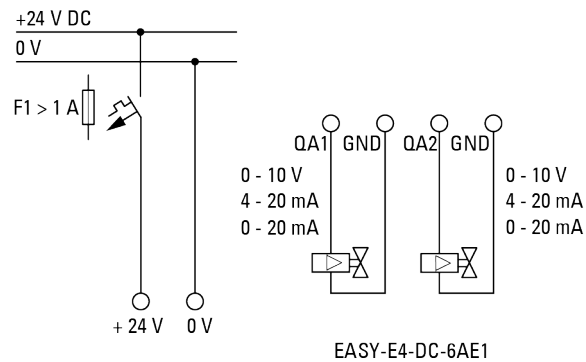 +24 V DC
0 V
F1 > 1 A
QA1 GND QA2 GND
0 - 10 V
4 - 20 mA
0 - 20 mA
0 - 10 V
4 - 20 mA
0 - 20 mA
+ 24 V 0 V
EASY-E4-DC-6AE1